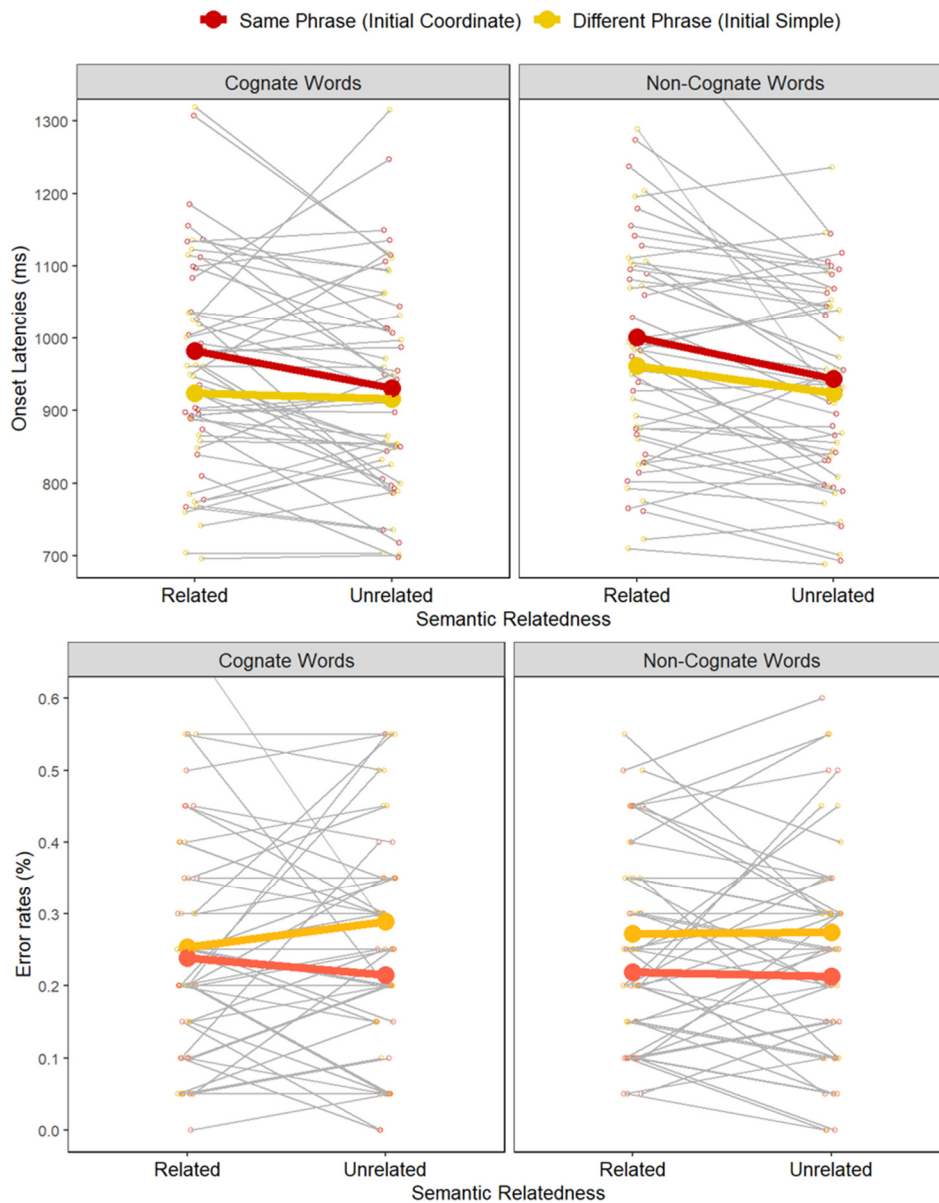 Same Phrase (Initial Coordinate) Different Phrase (Initial Simple)
Cognate Words Non-Cognate Words
1300
1200
1100
1000
900
800
700
Onset Latencies (ms)
Related Unrelated Related Unrelated
Semantic Relatedness
Cognate Words Non-Cognate Words
0.6
0.5
0.4
0.3
0.2
0.1
0.0
Error rates (%)
Related Unrelated Related Unrelated
Semantic Relatedness